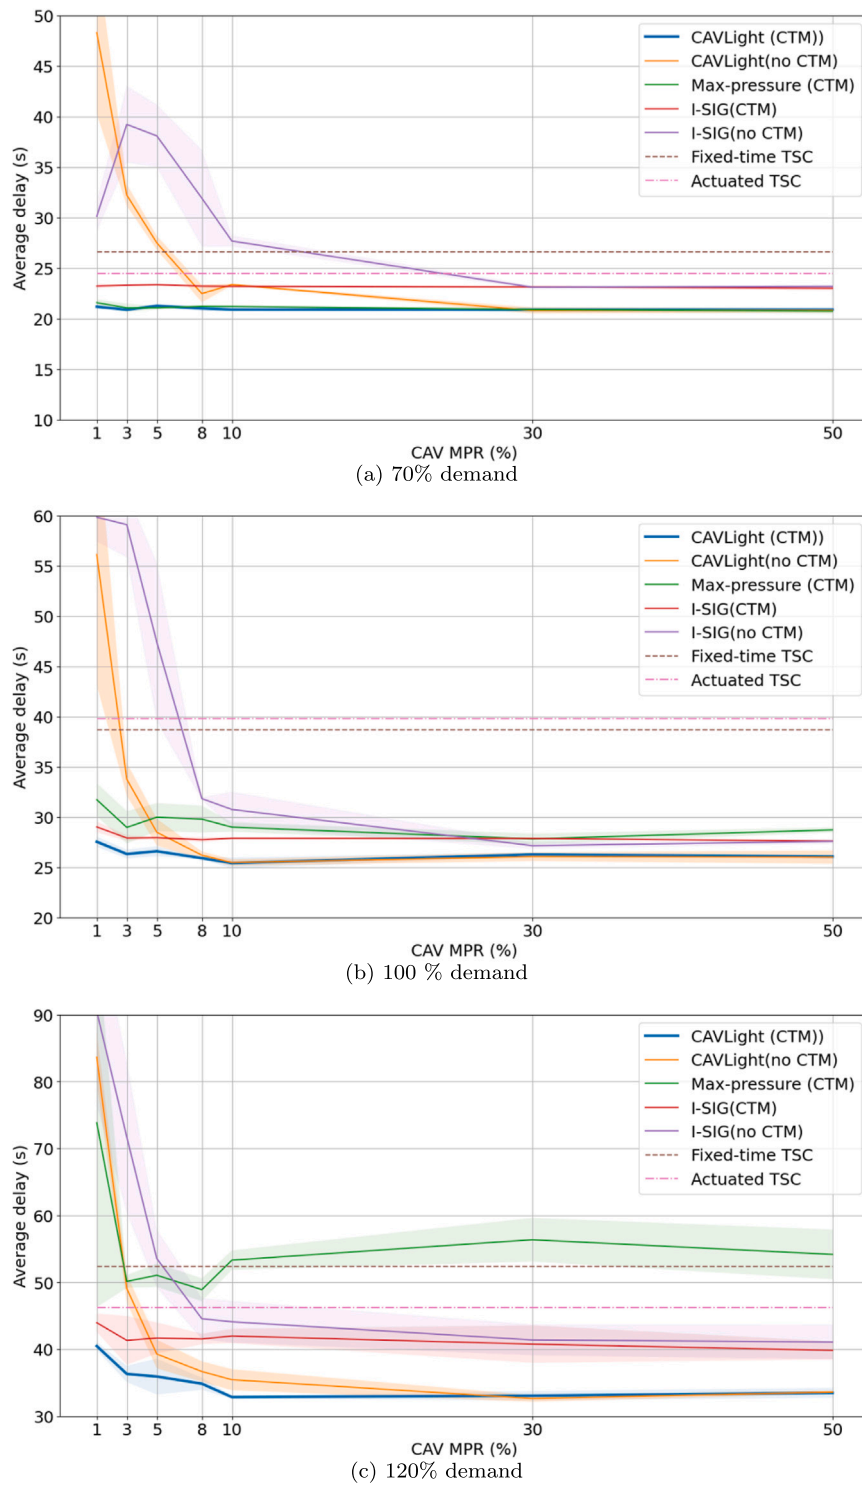 50
45
40
35
30
25
20
15
10
Average delay (s)
CAVLight (CTM))
CAVLight(no CTM)
Max-pressure (CTM)
I-SIG(CTM)
I-SIG(no CTM)
Fixed-time TSC
Actuated TSC
1 3 5 8 10 30 50
CAV MPR (%)
(a) 70% demand
60
55
50
45
40
35
30
25
20
Average delay (s)
CAVLight (CTM))
CAVLight(no CTM)
Max-pressure (CTM)
I-SIG(CTM)
I-SIG(no CTM)
Fixed-time TSC
Actuated TSC
1 3 5 8 10 30 50
CAV MPR (%)
(b) 100 % demand
90
80
70
60
50
40
30
Average delay (s)
CAVLight (CTM))
CAVLight(no CTM)
Max-pressure (CTM)
I-SIG(CTM)
I-SIG(no CTM)
Fixed-time TSC
Actuated TSC
1 3 5 8 10 30 50
CAV MPR (%)
(c) 120% demand